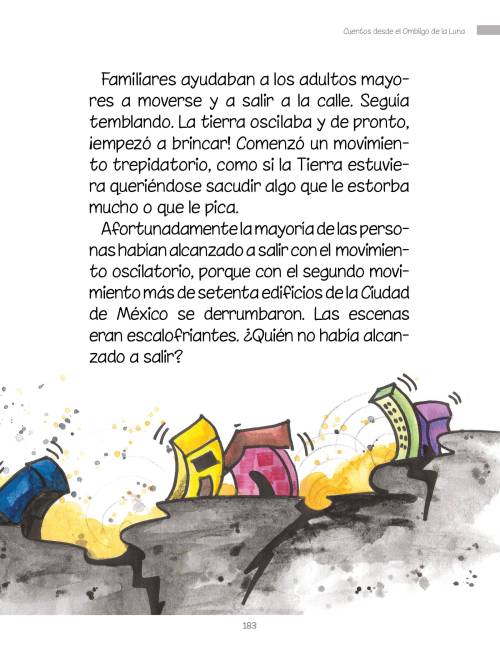 Cuentos desde el Ombligo de la Luna
Familiares ayudaban a los adultos mayo-
res a moverse y a salir a la calle. Seguía
temblando. La tierra oscilaba y de pronto,
¡empezó a brincar! Comenzó un movimien-
to trepidatorio, como si la Tierra estuvie-
ra queriéndose sacudir algo que le estorba
mucho o que le pica.
Afortunadamente la mayoría de las perso-
nas habían alcanzado a salir con el movimien-
to oscilatorio, porque con el segundo movi-
miento más de setenta edificios de la Ciudad
de México se derrumbaron. Las escenas
eran escalofriantes. ¿Quién no había alcan-
zado a salir?
183